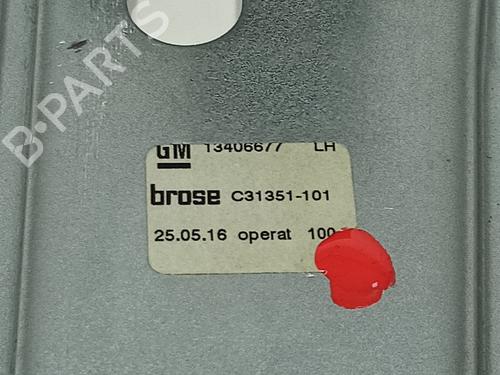 B-PARTS
GM 13406677 LH
brose C31351-101
25.05.16 operat 100